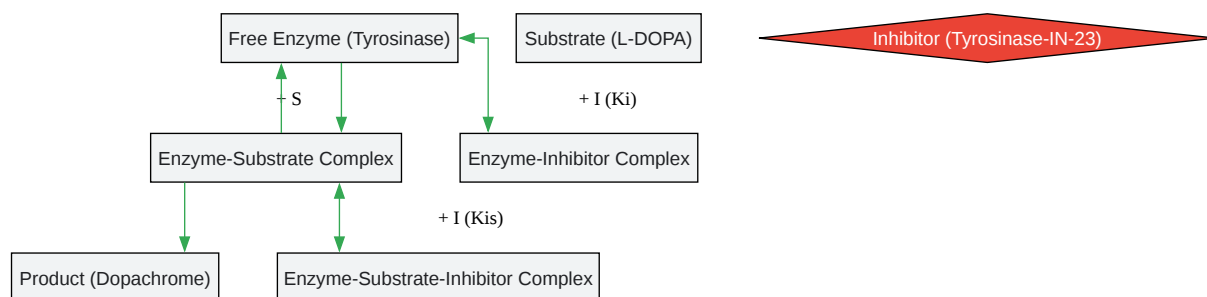 Free Enzyme (Tyrosinase)
Substrate (L-DOPA)
Inhibitor (Tyrosinase-IN-23)
+ S
+ I (Ki)
Enzyme-Substrate Complex
Enzyme-Inhibitor Complex
+ I (Kis)
Product (Dopachrome)
Enzyme-Substrate-Inhibitor Complex